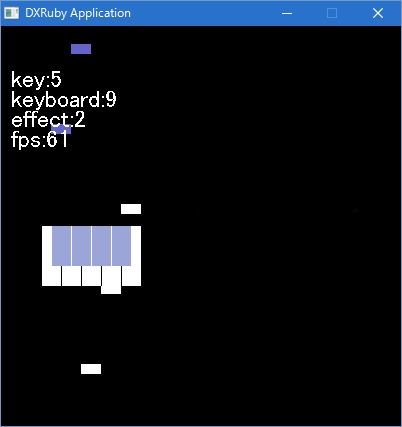 DXRuby Application
key:5
keyboard:9
effect:2
fps:61